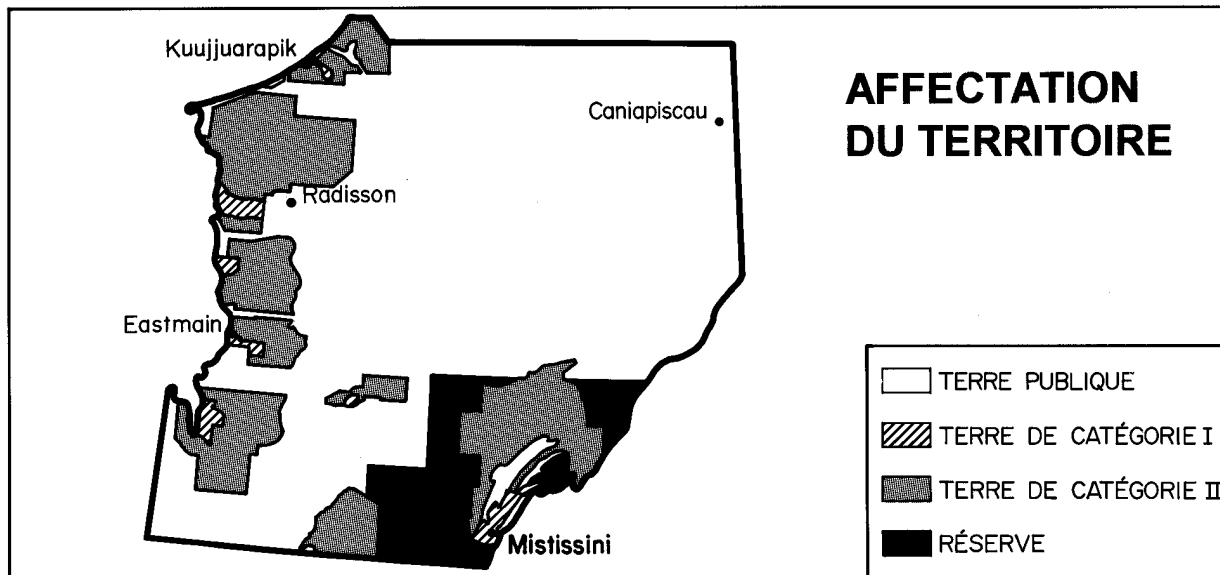 AFFECTATION
DU TERRITOIRE
Kuujjuarapik
Caniapiscau
Radisson
Eastmain
Mistissini
TERRE PUBLIQUE
TERRE DE CATÉGORIE I
TERRE DE CATÉGORIE II
RÉSERVE